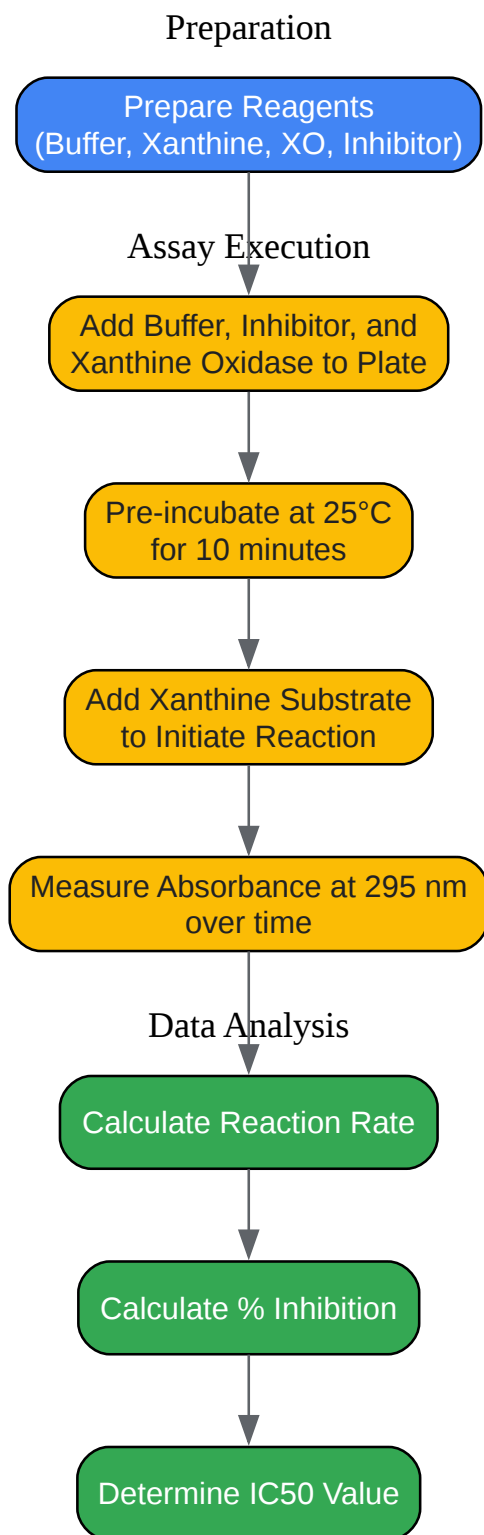 Preparation
Prepare Reagents
(Buffer, Xanthine, XO, Inhibitor)
Assay Execution
Add Buffer, Inhibitor, and
Xanthine Oxidase to Plate
Pre-incubate at 25°C
for 10 minutes
Add Xanthine Substrate
to Initiate Reaction
Measure Absorbance at 295 nm
over time
Data Analysis
Calculate Reaction Rate
Calculate % Inhibition
Determine IC50 Value